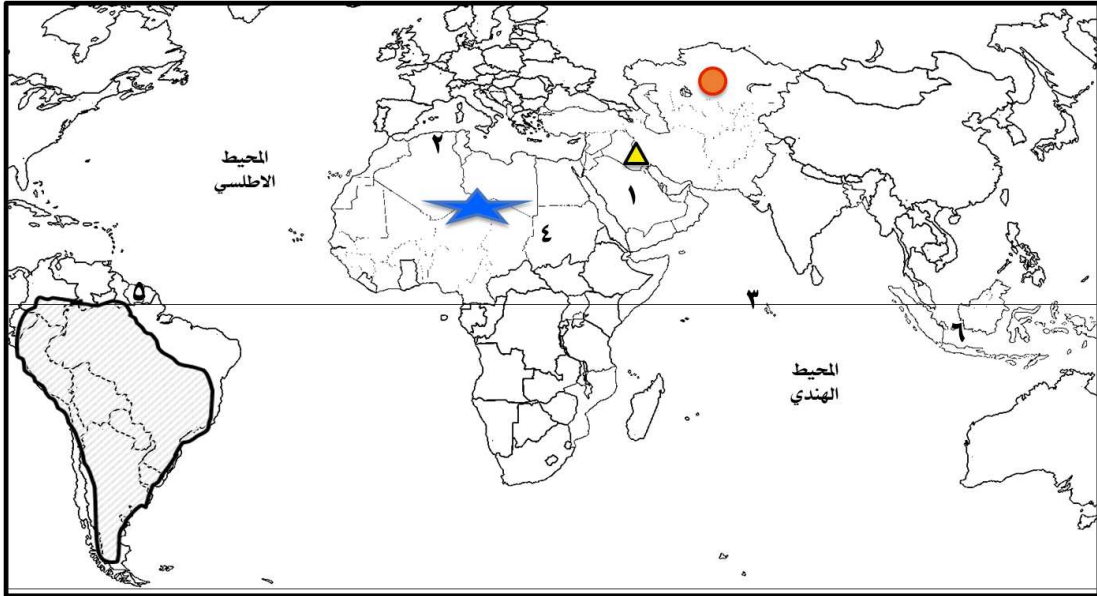 ٢
المحيط
الاطلسي
١
٤
٥
٣
٦
المحيط
الهندي